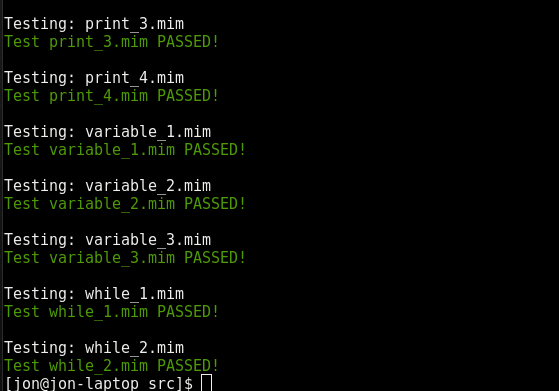 Testing: print_3.mim
Test print_3.mim PASSED!
Testing: print_4.mim
Test print_4.mim PASSED!
Testing: variable_1.mim
Test variable_1.mim PASSED!
Testing: variable_2.mim
Test variable_2.mim PASSED!
Testing: variable_3.mim
Test variable_3.mim PASSED!
Testing: while_1.mim
Test while_1.mim PASSED!
Testing: while_2.mim
Test while_2.mim PASSED!
[jon@jon-laptop src]$